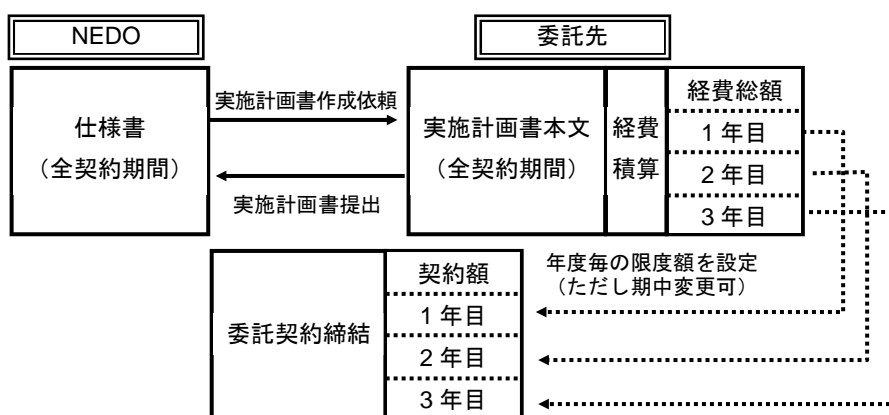 NEDO
委託先
仕様書
（全契約期間）
実施計画書作成依頼
実施計画書提出
実施計画書本文
（全契約期間）
経費
積算
経費総額
1 年目
2 年目
3 年目
年度毎の限度額を設定
（ただし期中変更可）
委託契約締結
契約額
1 年目
2 年目
3 年目